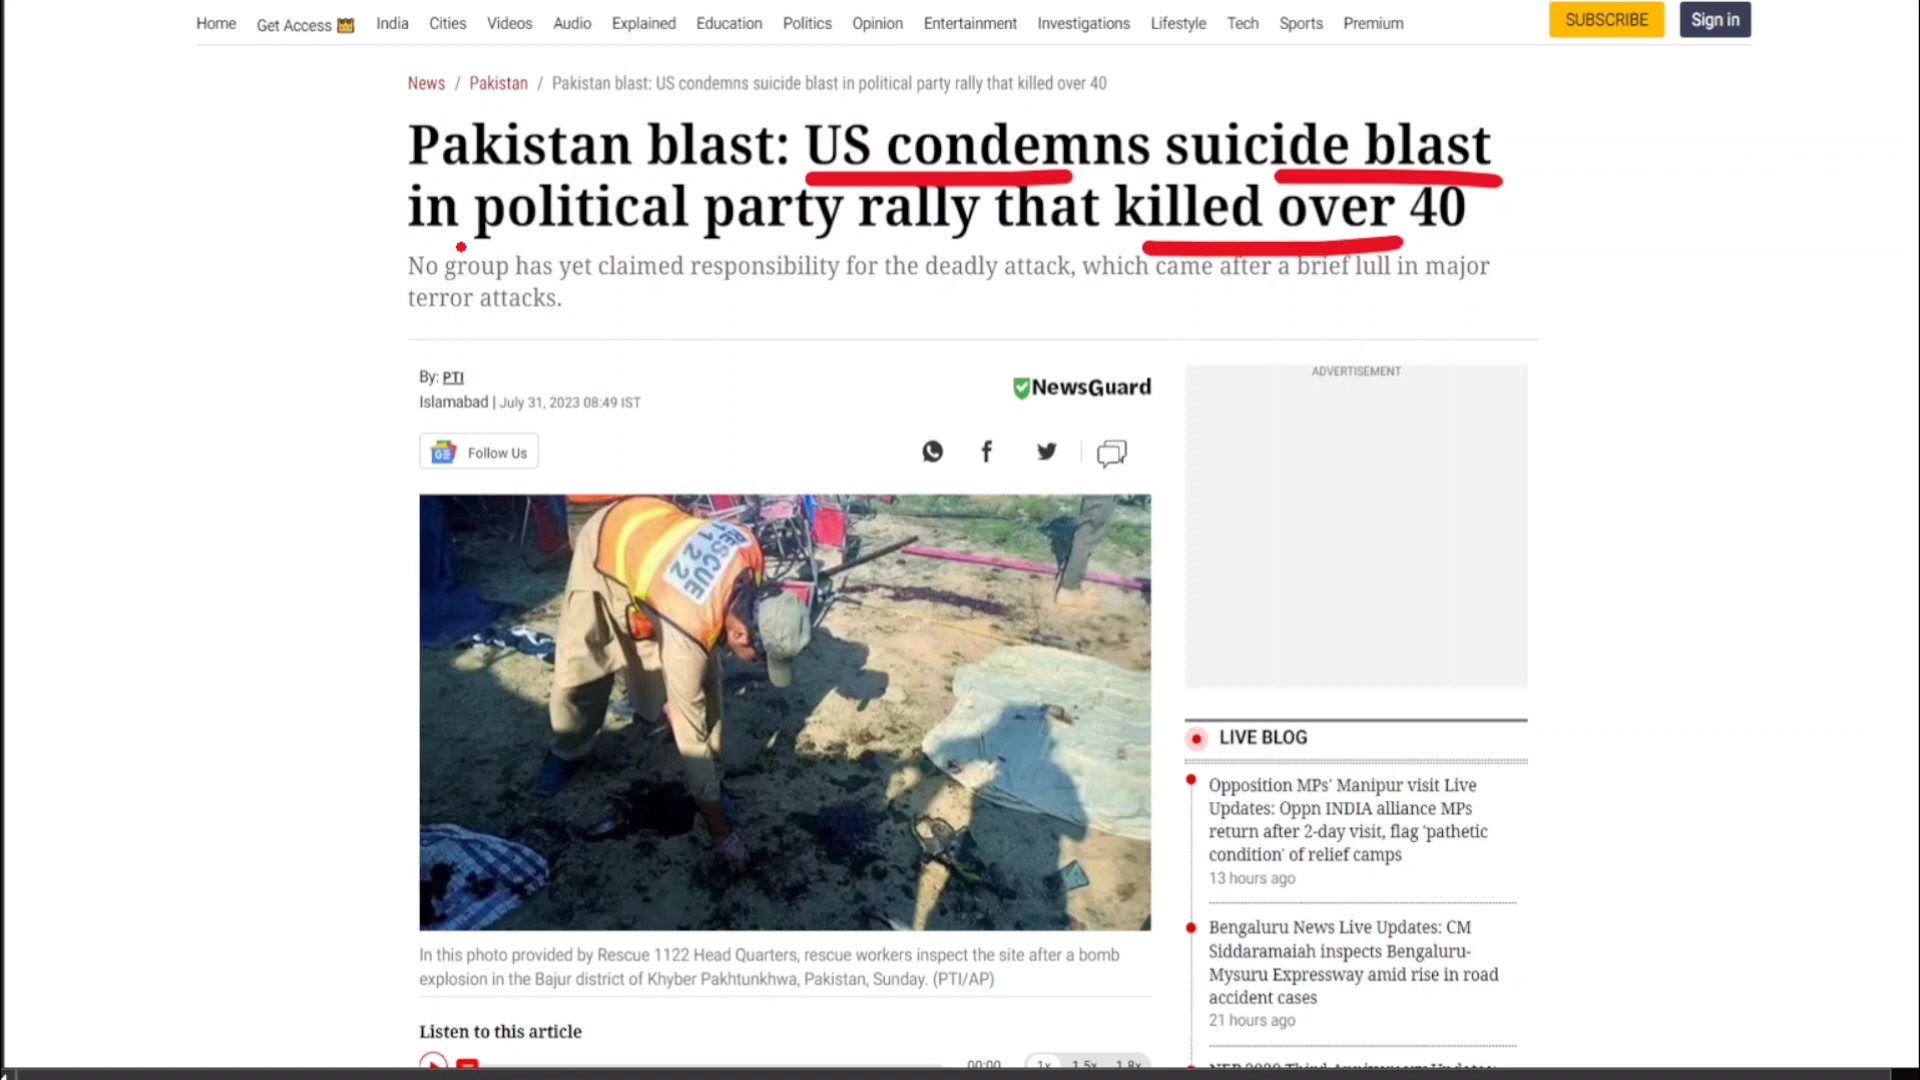 Home Get Access India Cities Videos Audio Explained Education Politics Opinion Entertainment Investigations Lifestyle Tech Sports Premium SUBSCRIBE Sign in
News / Pakistan / Pakistan blast: US condemns suicide blast in political party rally that killed over 40
Pakistan blast: US condemns suicide blast
in political party rally that killed over 40
No group has yet claimed responsibility for the deadly attack, which came after a brief lull in major
terror attacks.
By: PTI
Islamabad | July 31, 2023 08:49 IST
NewsGuard
GE Follow Us
RESCUE
1122
In this photo provided by Rescue 1122 Head Quarters, rescue workers inspect the site after a bomb
explosion in the Bajur district of Khyber Pakhtunkhwa, Pakistan, Sunday. (PTI/AP)
Listen to this article
00:00 1x 1.5x 1.8x
ADVERTISEMENT
LIVE BLOG
Opposition MPs' Manipur visit Live
Updates: Oppn INDIA alliance MPs
return after 2-day visit, flag 'pathetic
condition' of relief camps
13 hours ago
Bengaluru News Live Updates: CM
Siddaramaiah inspects Bengaluru-
Mysuru Expressway amid rise in road
accident cases
21 hours ago